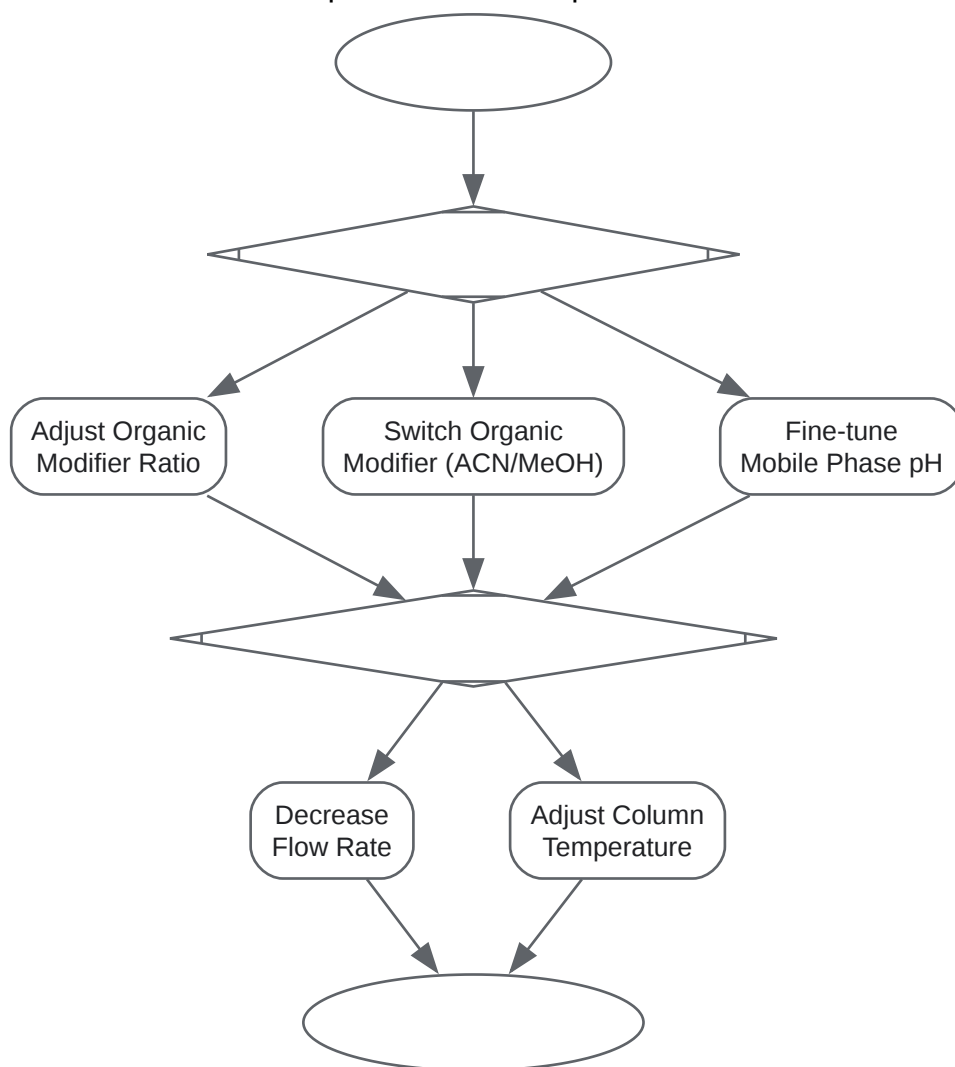 Adjust Organic
Modifier Ratio
Switch Organic
Modifier (ACN/MeOH)
Fine-tune
Mobile Phase pH
Decrease
Flow Rate
Adjust Column
Temperature